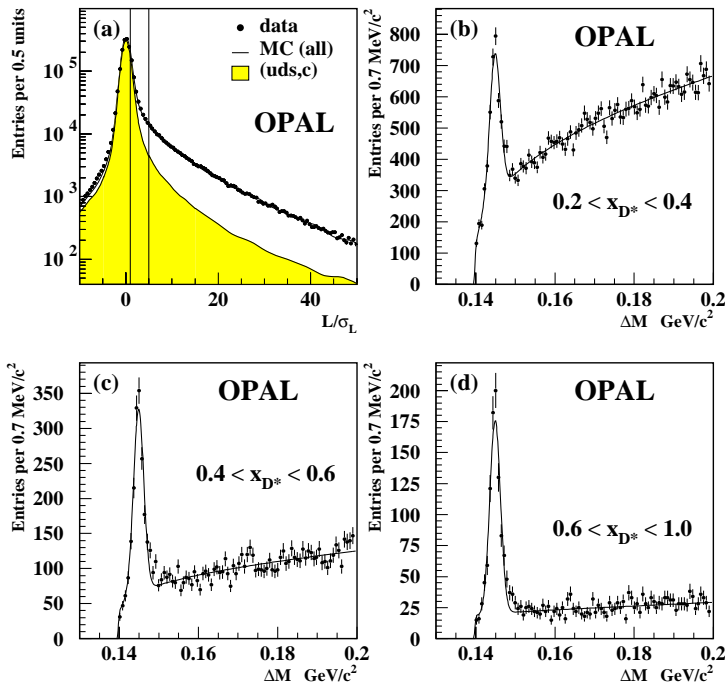 (a)
data
MC (all)
(uds,c)
OPAL
Entries per 0.5 units
10^5
10^4
10^3
10^2
0
20
40
L/σ_L
(b)
OPAL
Entries per 0.7 MeV/c^2
800
700
600
500
400
300
200
100
0
0.2 < x_D* < 0.4
0.14
0.16
0.18
0.2
ΔM GeV/c^2
(c)
OPAL
Entries per 0.7 MeV/c^2
350
300
250
200
150
100
50
0
0.4 < x_D* < 0.6
0.14
0.16
0.18
0.2
ΔM GeV/c^2
(d)
OPAL
Entries per 0.7 MeV/c^2
200
175
150
125
100
75
50
25
0
0.6 < x_D* < 1.0
0.14
0.16
0.18
0.2
ΔM GeV/c^2